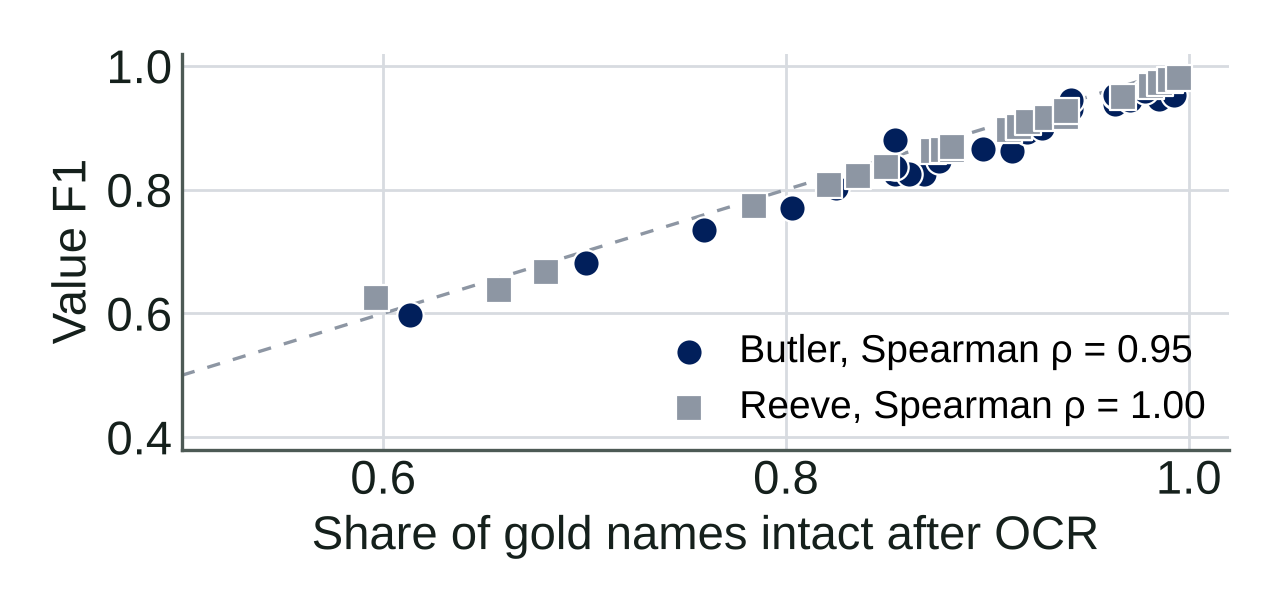 1.0
0.8
0.6
0.4
Value F1
Butler, Spearman ρ = 0.95
Reeve, Spearman ρ = 1.00
0.6 0.8 1.0
Share of gold names intact after OCR